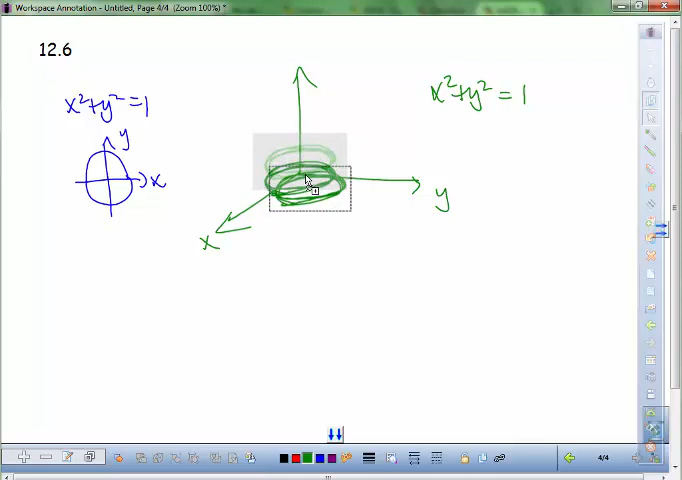 Workspace Annotation - Untitled, Page 4/4 (Zoom 100%) *
12.6
x²+y²=1
y
x
x²+y²=1
y
x
4/4